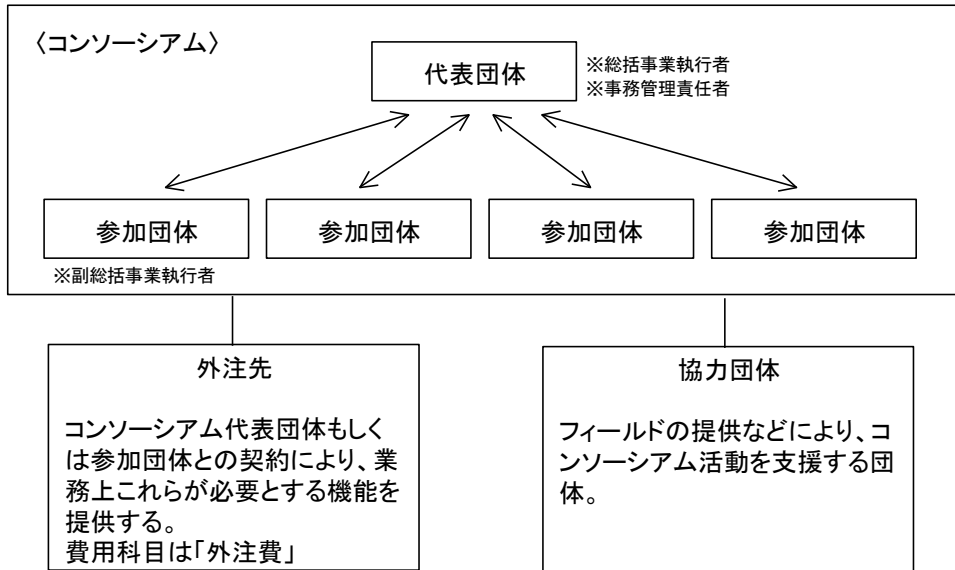 〈コンソーシアム〉
代表団体
※総括事業執行者
※事務管理責任者
参加団体
参加団体
参加団体
参加団体
※副総括事業執行者
外注先
コンソーシアム代表団体もしく
は参加団体との契約により、業
務上これらが必要とする機能を
提供する。
費用科目は「外注費」
協力団体
フィールドの提供などにより、コ
ンソーシアム活動を支援する団
体。